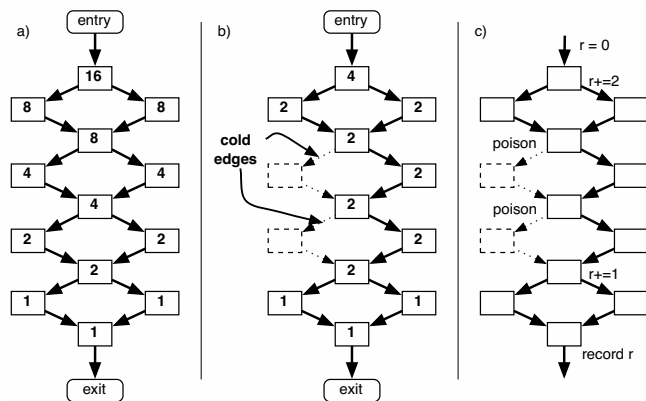 a)
entry
16
8 8
8
4 4
4
2 2
2
1 1
1
exit
b)
entry
4
2 2
cold
edges
2
2
2
2
2
1 1
1
exit
c)
r = 0
r+=2
poison
poison
r+=1
record r